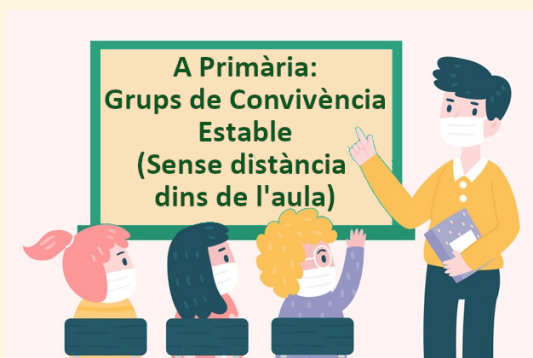 A Primària:
Grups de Convivència
Estable
(Sense distància
dins de l'aula)